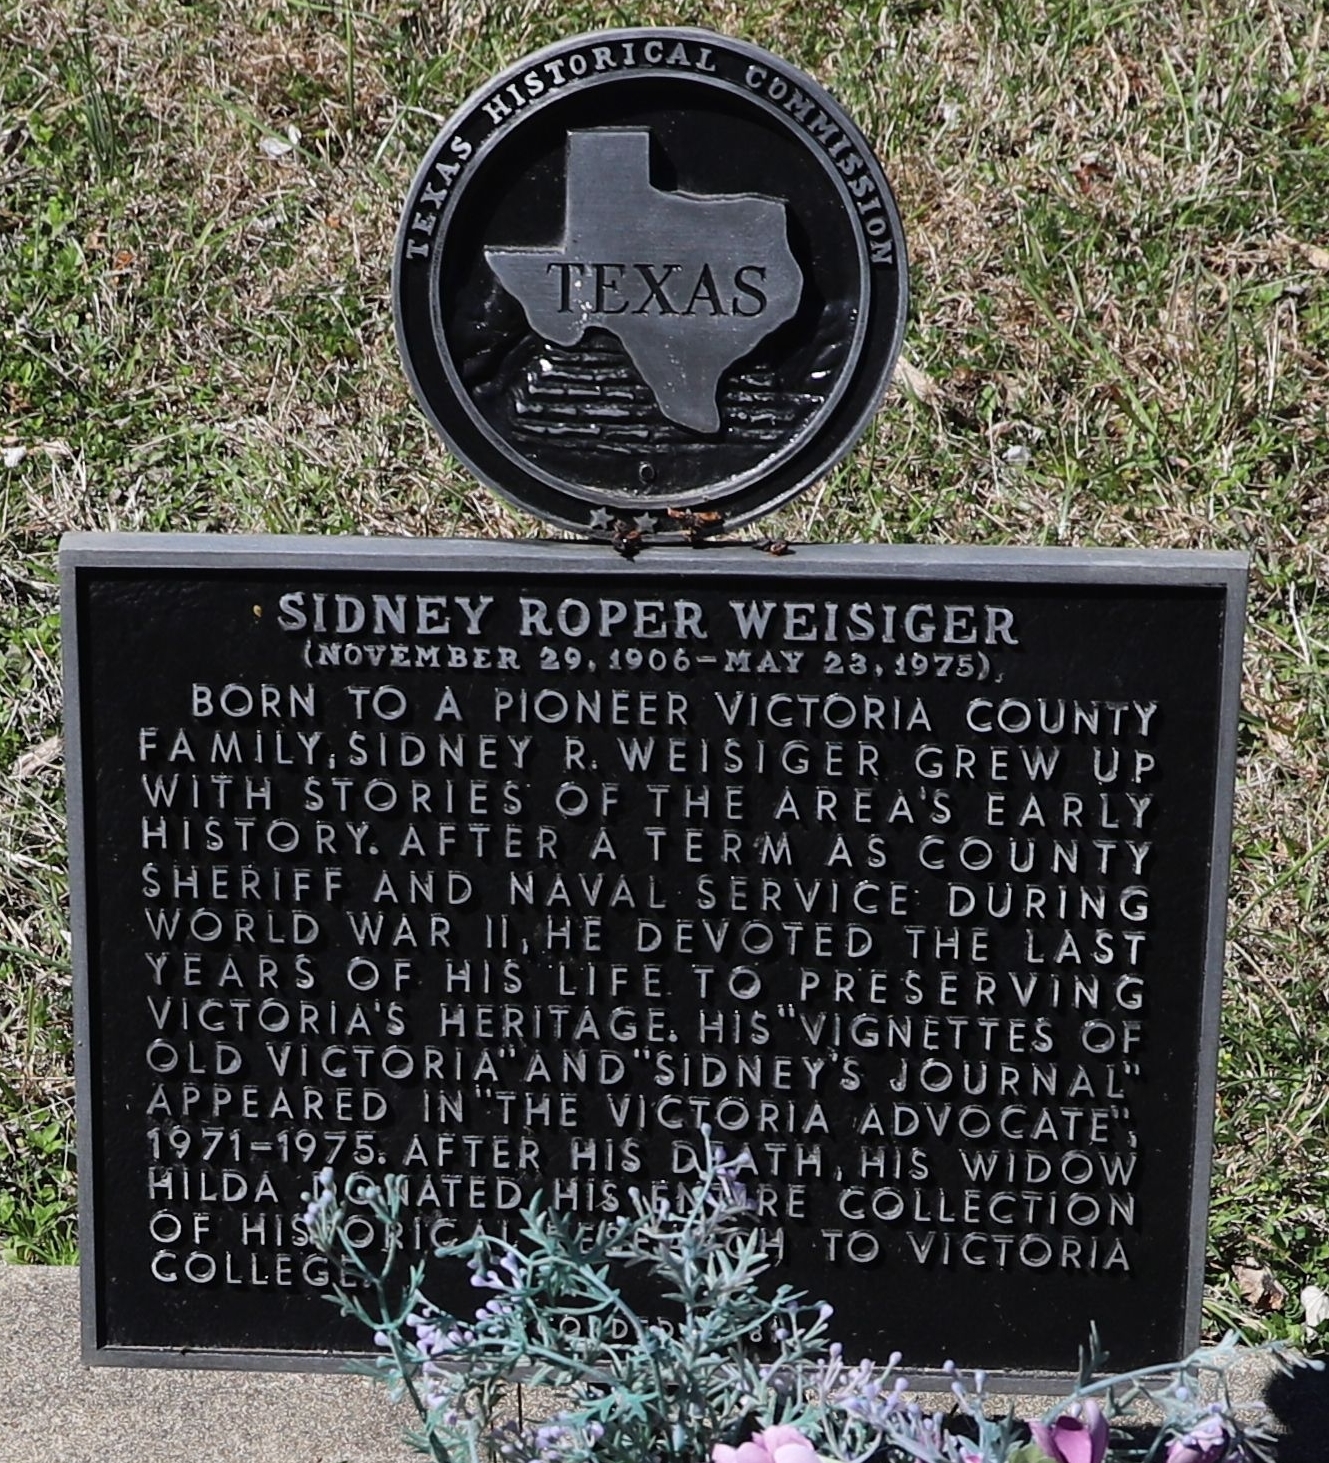 TEXAS HISTORICAL COMMISSION
TEXAS
SIDNEY ROPER WEISIGER
(NOVEMBER 29, 1906-MAY 23, 1975)
BORN TO A PIONEER VICTORIA COUNTY
FAMILY, SIDNEY R. WEISIGER GREW UP
WITH STORIES OF THE AREA'S EARLY
HISTORY. AFTER A TERM AS COUNTY
SHERIFF AND NAVAL SERVICE DURING
WORLD WAR II, HE DEVOTED THE LAST
YEARS OF HIS LIFE TO PRESERVING
VICTORIA'S HERITAGE. HIS "VIGNETTES OF
OLD VICTORIA" AND "SIDNEY'S JOURNAL"
APPEARED IN "THE VICTORIA ADVOCATE",
1971-1975. AFTER HIS DEATH, HIS WIDOW
HILDA DONATED HIS ENTIRE COLLECTION
OF HISTORICAL RESEARCH TO VICTORIA
COLLEGE.